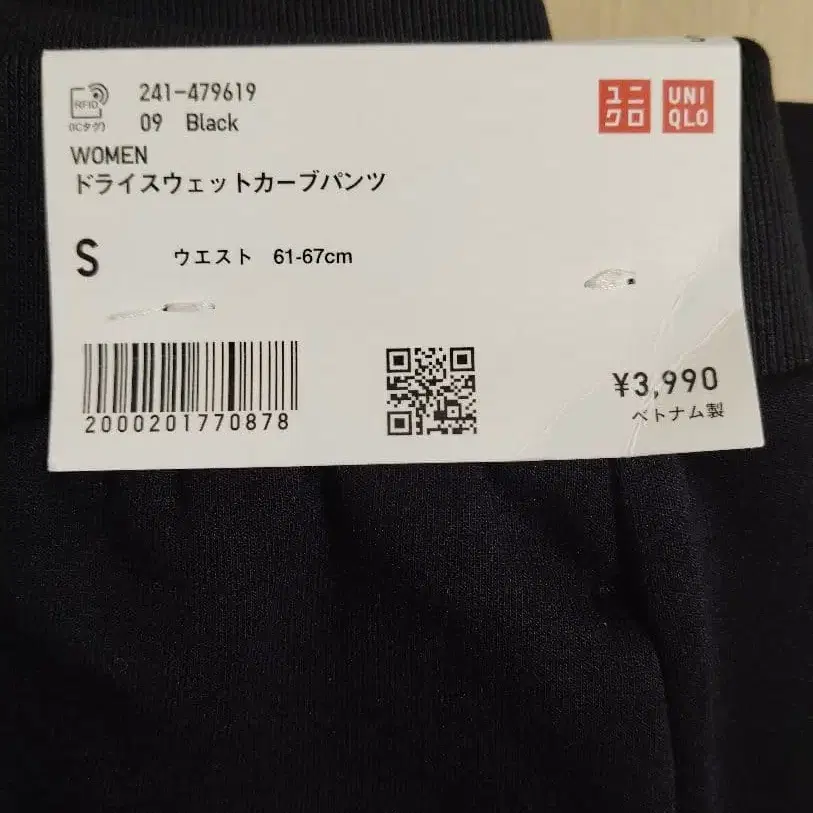 241-479619
RFID
(ICタグ)
09 Black
ユニクロ
UNIQLO
WOMEN
ドライスウェットカーブパンツ
S
ウエスト 61-67cm
2000201770878
¥3,990
ベトナム製